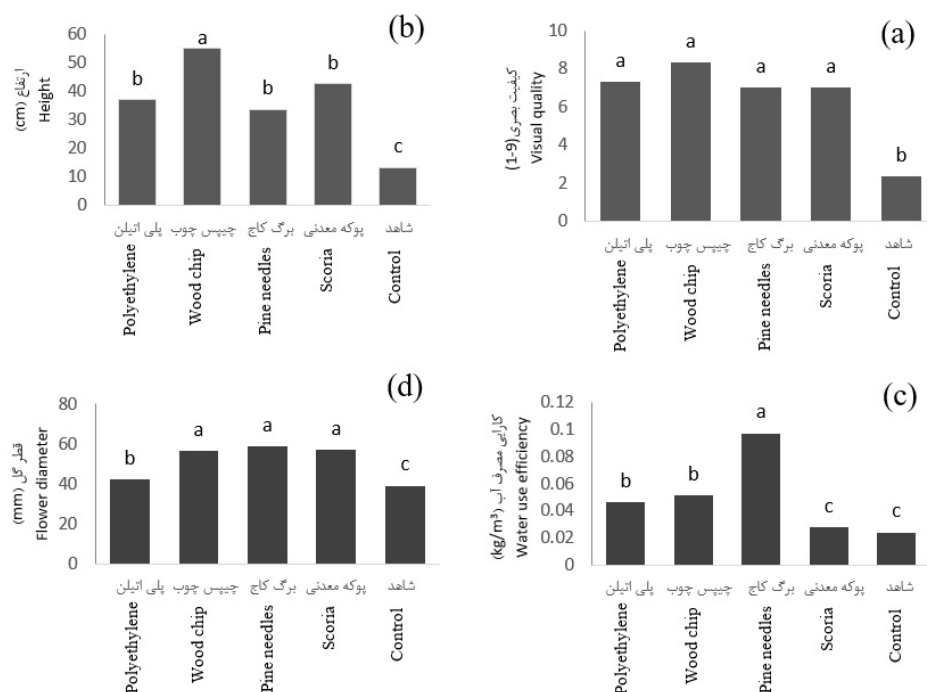 (b)
ارتفاع (cm)
Height
60
50
40
30
20
10
0
b
a
b
b
c
پلی اتیلن
چیپس چوب
برگ کاج
پوکه معدنی
شاهد
Polyethylene
Wood chip
Pine needles
Scoria
Control
(a)
کیفیت بصری(9-1)
Visual quality
10
8
6
4
2
0
a
a
a
a
b
پلی اتیلن
چیپس چوب
برگ کاج
پوکه معدنی
شاهد
Polyethylene
Wood chip
Pine needles
Scoria
Control
(d)
قطر گل (mm)
Flower diameter
80
60
40
20
0
b
a
a
a
c
پلی اتیلن
چیپس چوب
برگ کاج
پوکه معدنی
شاهد
Polyethylene
Wood chip
Pine needles
Scoria
Control
(c)
کارایی مصرف آب (kg/m³)
Water use efficiency
0.12
0.1
0.08
0.06
0.04
0.02
0
b
b
a
c
c
پلی اتیلن
چیپس چوب
برگ کاج
پوکه معدنی
شاهد
Polyethylene
Wood chip
Pine needles
Scoria
Control